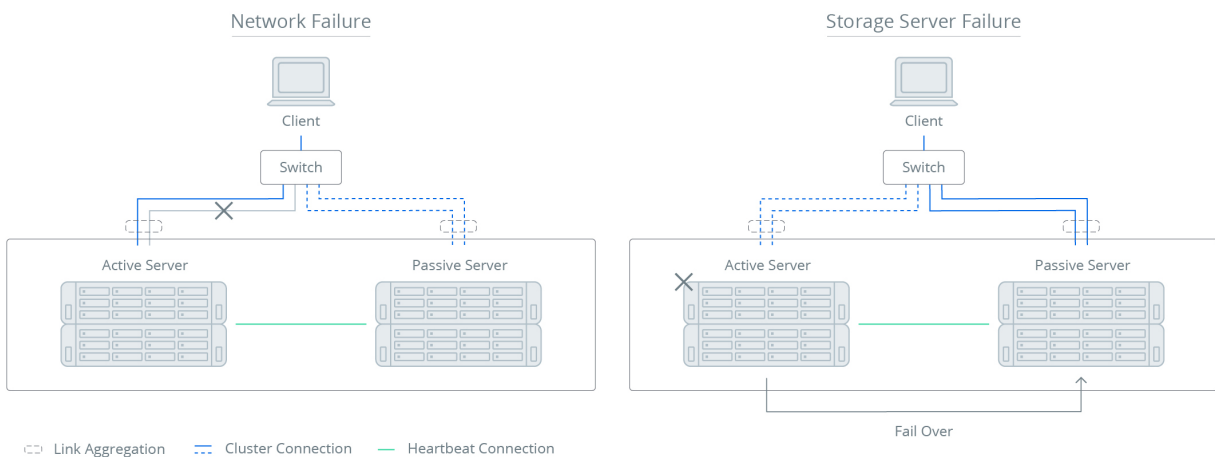 Network Failure
Client
Switch
Active Server
Passive Server
Storage Server Failure
Client
Switch
Active Server
Passive Server
Fail Over
Link Aggregation
Cluster Connection
Heartbeat Connection